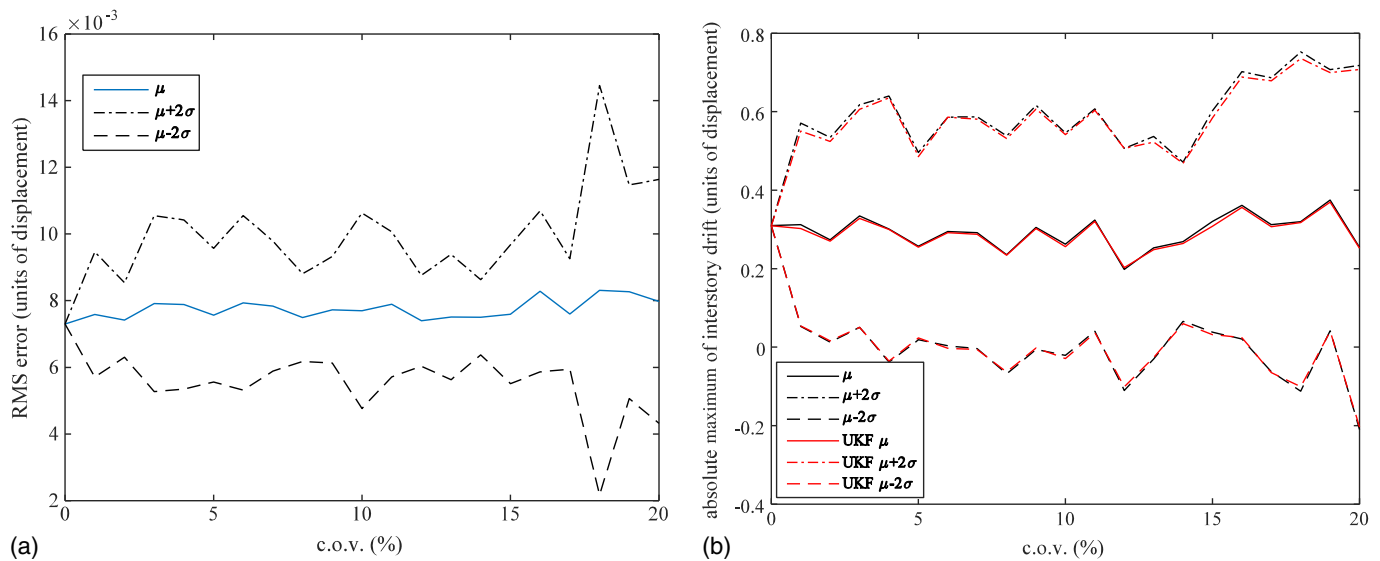 ×10⁻³
16
14
12
10
8
6
4
2
0
5
10
15
20
RMS error (units of displacement)
c.o.v. (%)
μ
μ+2σ
μ-2σ
(a)
0.8
0.6
0.4
0.2
0
-0.2
-0.4
0
5
10
15
20
absolute maximum of interstory drift (units of displacement)
c.o.v. (%)
μ
μ+2σ
μ-2σ
UKF μ
UKF μ+2σ
UKF μ-2σ
(b)